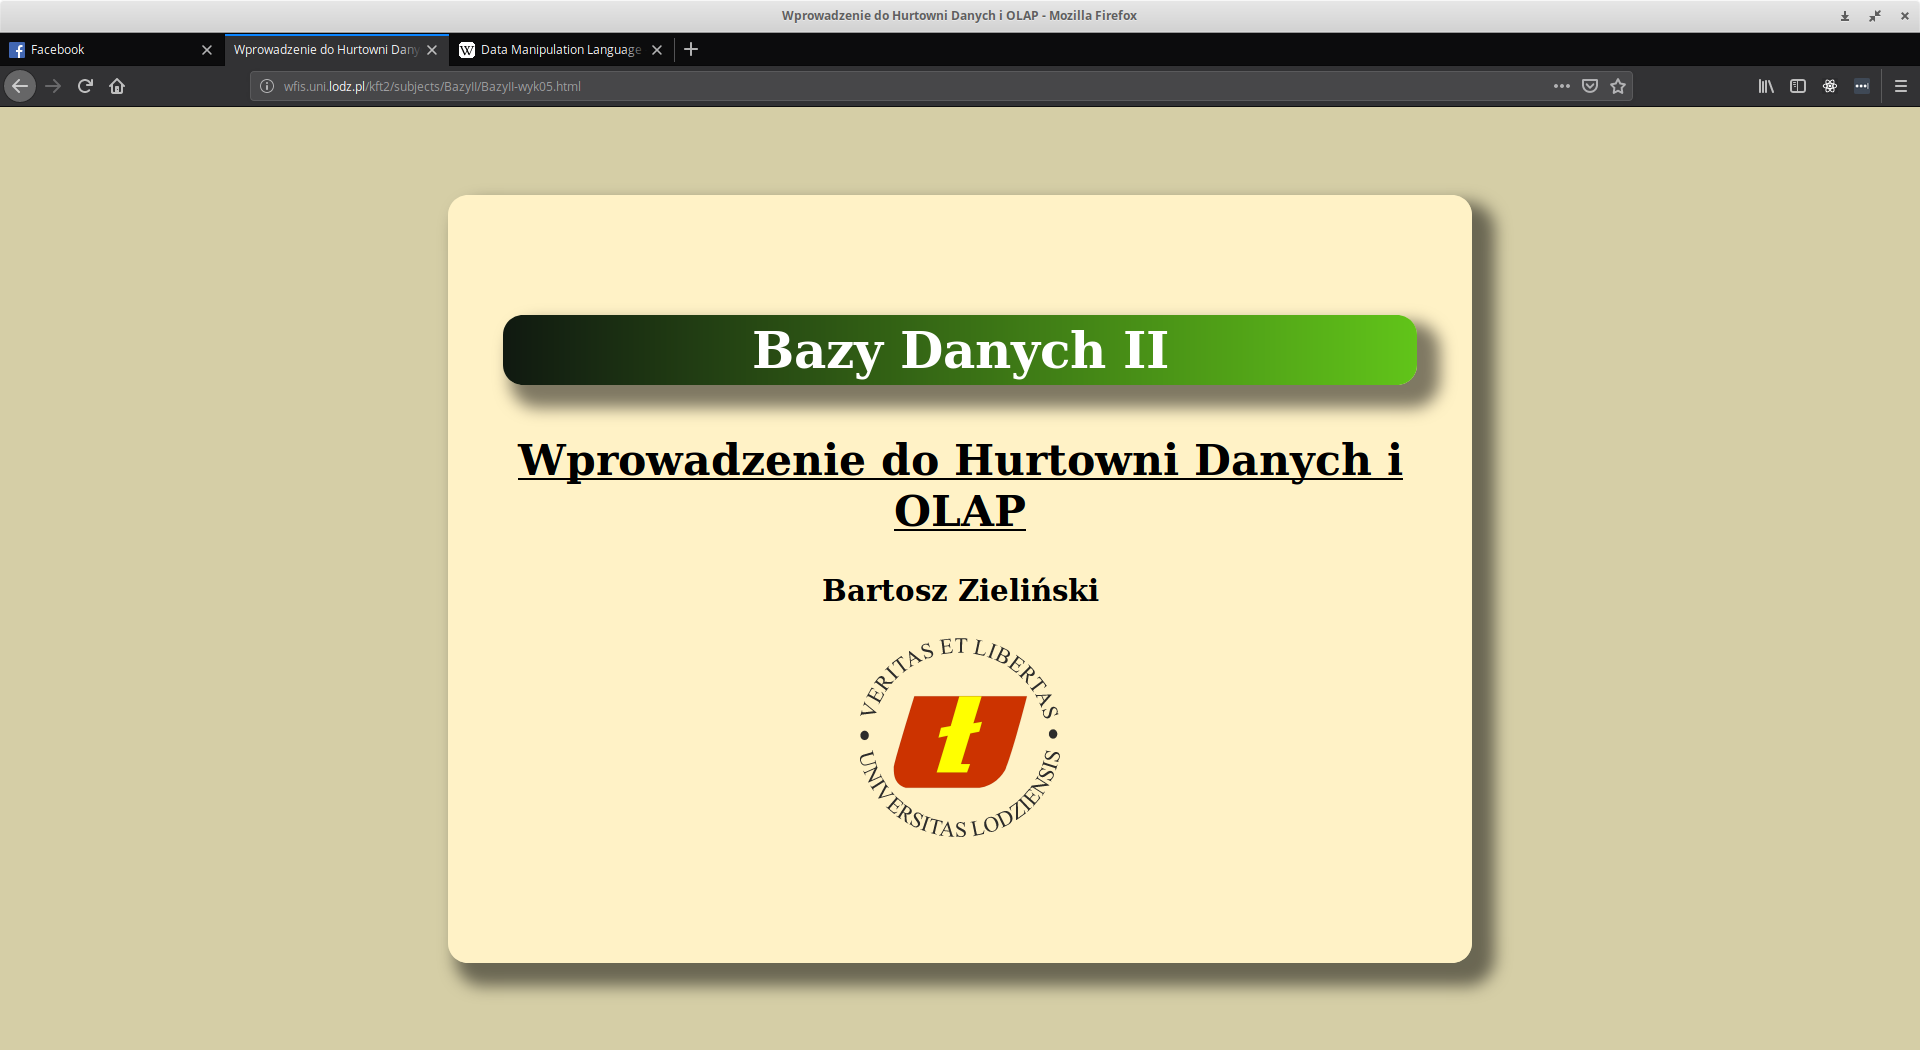 Wprowadzenie do Hurtowni Danych i OLAP - Mozilla Firefox
Facebook
Wprowadzenie do Hurtowni Dany
Data Manipulation Language
wfis.uni.lodz.pl/kft2/subjects/BazyII/BazyII-wyk05.html
Bazy Danych II
Wprowadzenie do Hurtowni Danych i
OLAP
Bartosz Zieliński
VERITAS ET LIBERTAS
UNIVERSITAS LODZIENSIS